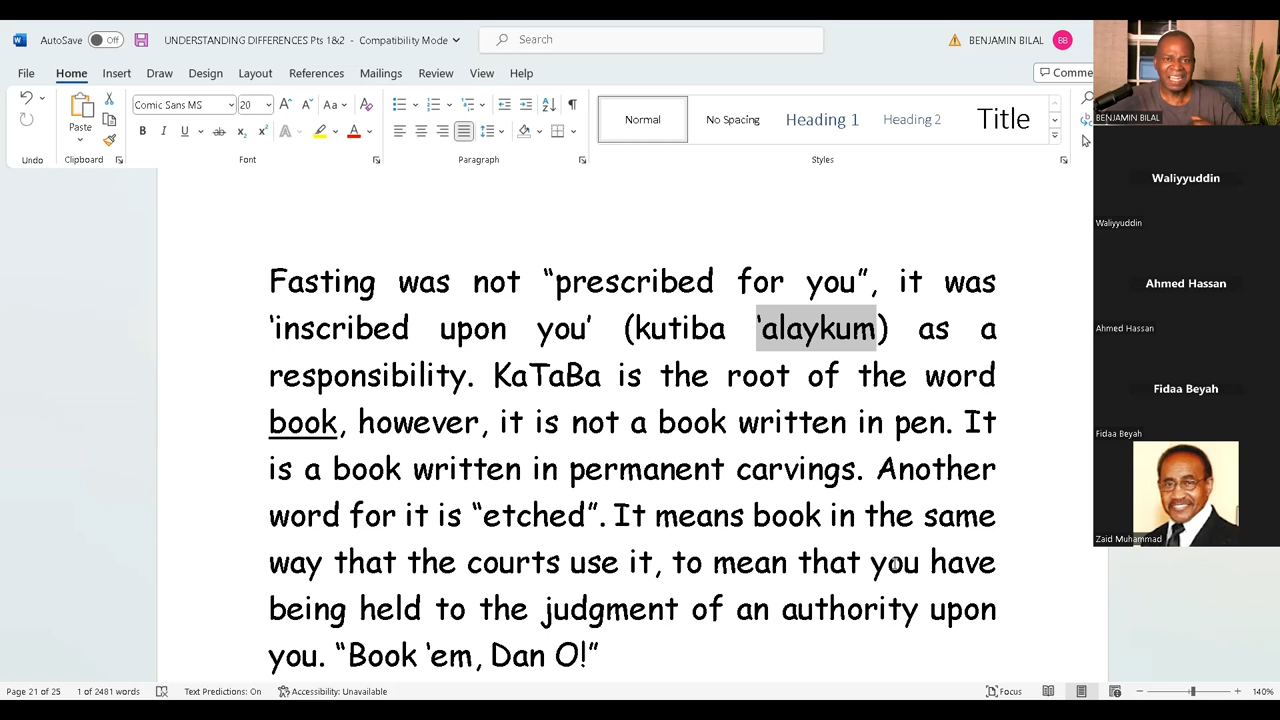 AutoSave Off UNDERSTANDING DIFFERENCES Pts 1&2 - Compatibility Mode Search BENJAMIN BILAL BB
File Home Insert Draw Design Layout References Mailings Review View Help Comme
Comic Sans MS 20 Aa
Paste B I U ab x₂ x² A A Normal No Spacing Heading 1 Heading 2 Title
Undo Clipboard Font Paragraph Styles
Fasting was not “prescribed for you”, it was
‘inscribed upon you’ (kutiba ‘alaykum) as a
responsibility. KaTaBa is the root of the word
book, however, it is not a book written in pen. It
is a book written in permanent carvings. Another
word for it is “etched”. It means book in the same
way that the courts use it, to mean that you have
being held to the judgment of an authority upon
you. “Book ‘em, Dan O!”
Page 21 of 25 1 of 2481 words Text Predictions: On Accessibility: Unavailable Focus 140%
BENJAMIN BILAL
Waliyyuddin
Waliyyuddin
Ahmed Hassan
Ahmed Hassan
Fidaa Beyah
Fidaa Beyah
Zaid Muhammad